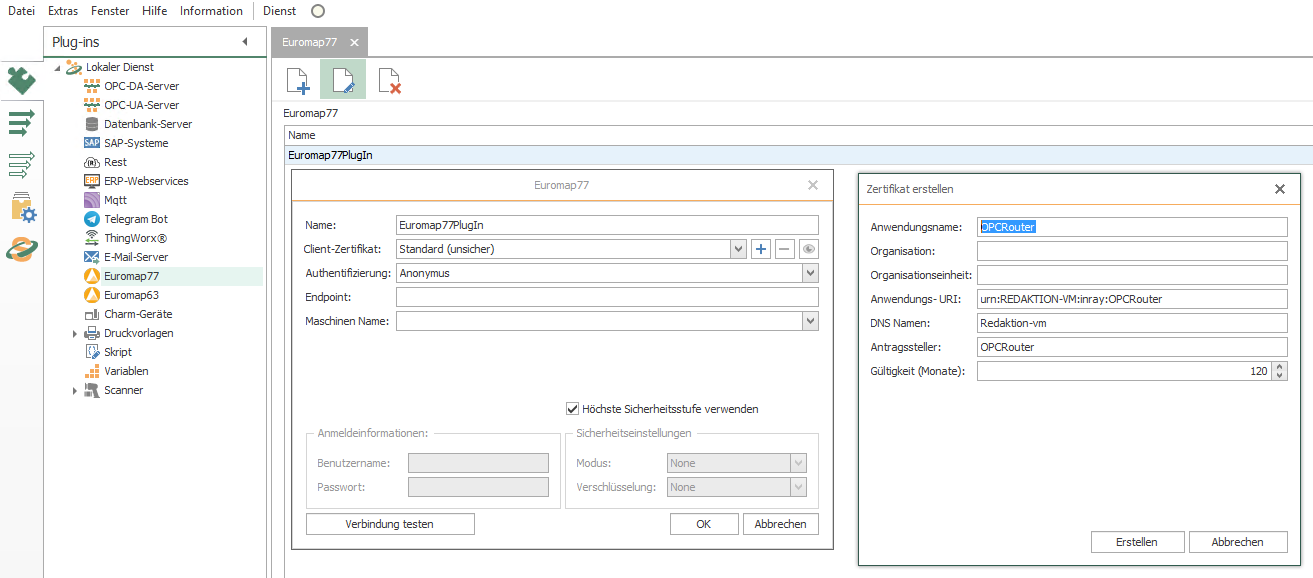 Datei Extras Fenster Hilfe Information Dienst
Plug-ins
Lokaler Dienst
OPC-DA-Server
OPC-UA-Server
Datenbank-Server
SAP SAP-Systeme
Rest
ERP ERP-Webservices
Mqtt
Telegram Bot
ThingWorx®
E-Mail-Server
Euromap77
Euromap63
Charm-Geräte
Druckvorlagen
Skript
Variablen
Scanner
Euromap77
Euromap77
Name
Euromap77PlugIn
Euromap77
Name: Euromap77PlugIn
Client-Zertifikat: Standard (unsicher)
Authentifizierung: Anonymus
Endpoint:
Maschinen Name:
Höchste Sicherheitsstufe verwenden
Anmeldeinformationen:
Benutzername:
Passwort:
Sicherheitseinstellungen
Modus: None
Verschlüsselung: None
Verbindung testen OK Abbrechen
Zertifikat erstellen
Anwendungsname: OPCRouter
Organisation:
Organisationseinheit:
Anwendungs- URI: urn:REDAKTION-VM:inray:OPCRouter
DNS Namen: Redaktion-vm
Antragssteller: OPCRouter
Gültigkeit (Monate): 120
Erstellen Abbrechen